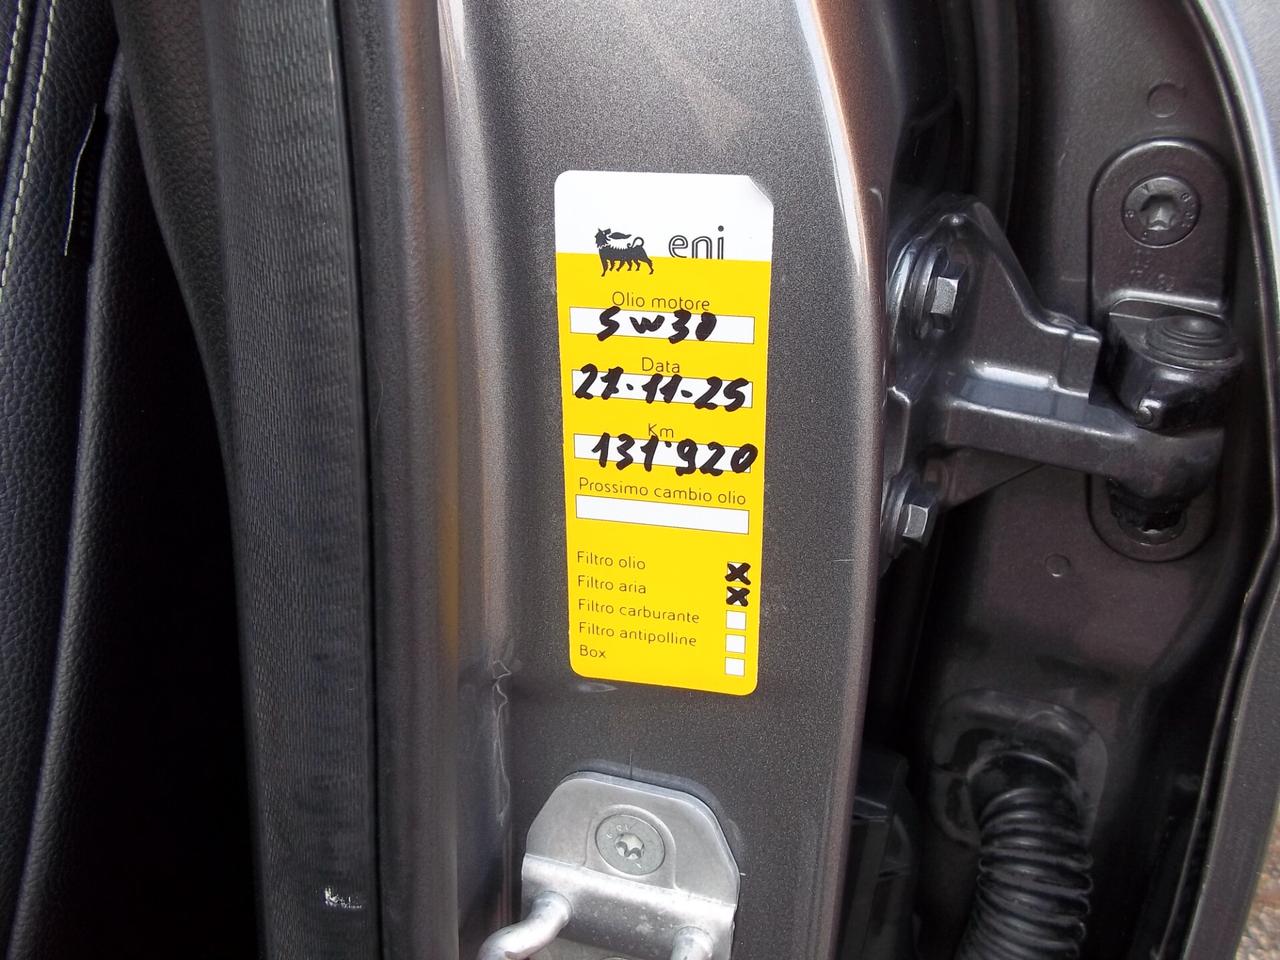 eni
Olio motore
5w30
Data
27-11-25
Km
131'920
Prossimo cambio olio
Filtro olio x
Filtro aria x
Filtro carburante
Filtro antipolline
Box